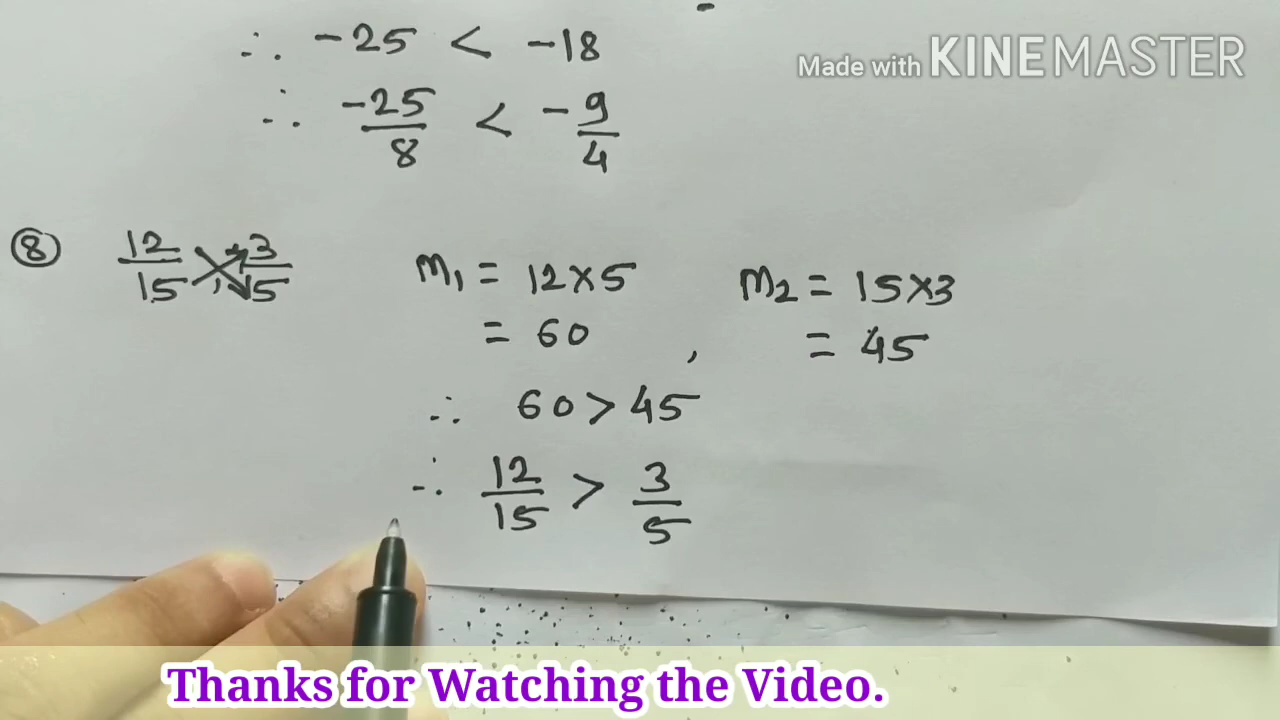 ∴ -25 < -18
Made with KINEMASTER
∴ -25/8 < -9/4
⑧ 12/15 , 3/5
m₁ = 12×5
= 60 ,
m₂ = 15×3
= 45
∴ 60 > 45
∴ 12/15 > 3/5
Thanks for Watching the Video.